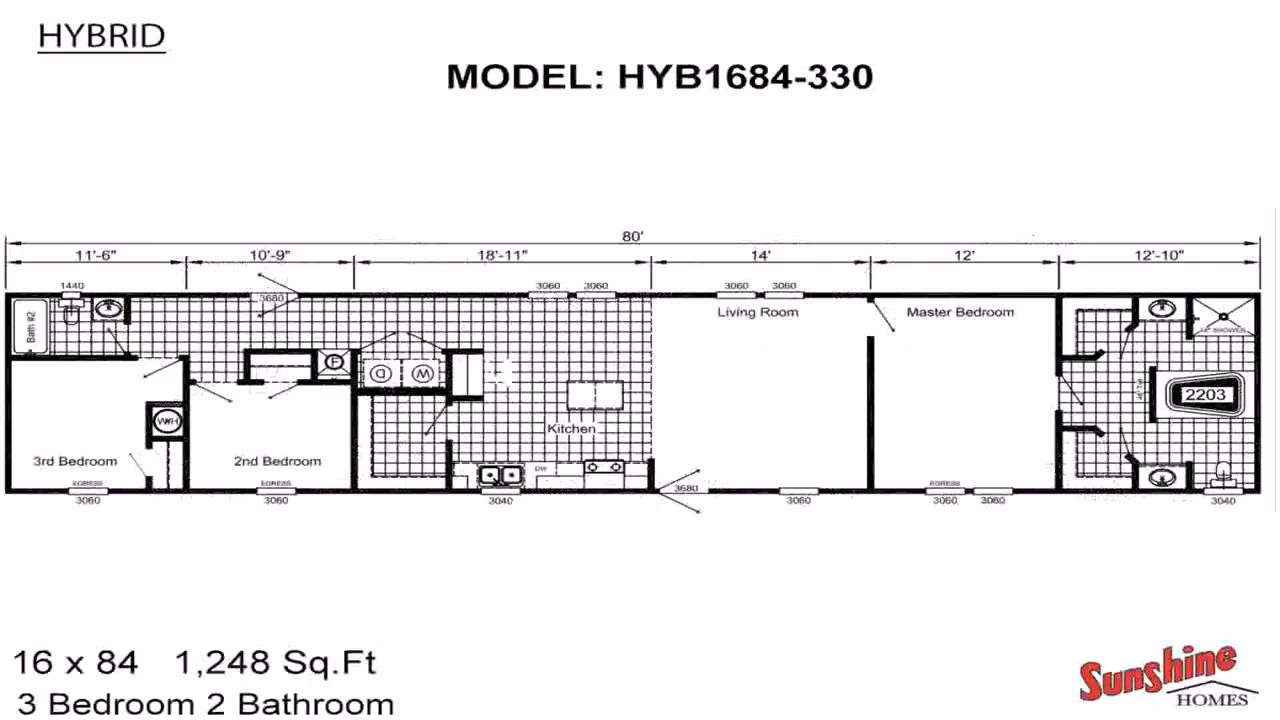 HYBRID
MODEL: HYB1684-330
80'
11'-6" 10'-9" 18'-11" 14' 12' 12'-10"
1440 3680 3060 3060 3060 3060
Living Room Master Bedroom
Bath #2
48" SHOWER
F
D W
2203
WH
Kitchen
3rd Bedroom 2nd Bedroom
DW
EGRESS EGRESS 3680 EGRESS
3060 3060 3040 3060 3060 3060 3040
16 x 84 1,248 Sq.Ft
3 Bedroom 2 Bathroom
Sunshine
HOMES